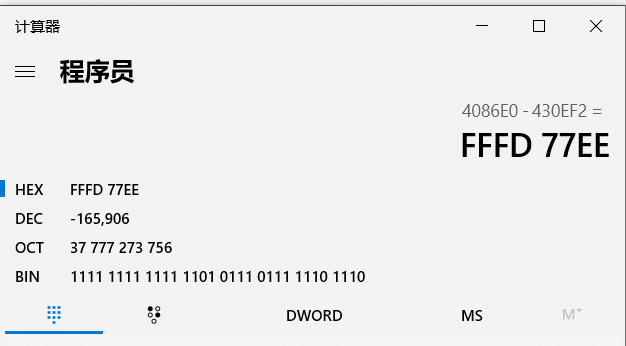 计算器
程序员
4086E0 - 430EF2 =
FFFD 77EE
HEX FFFD 77EE
DEC -165,906
OCT 37 777 273 756
BIN 1111 1111 1111 1101 0111 0111 1110 1110
DWORD MS M